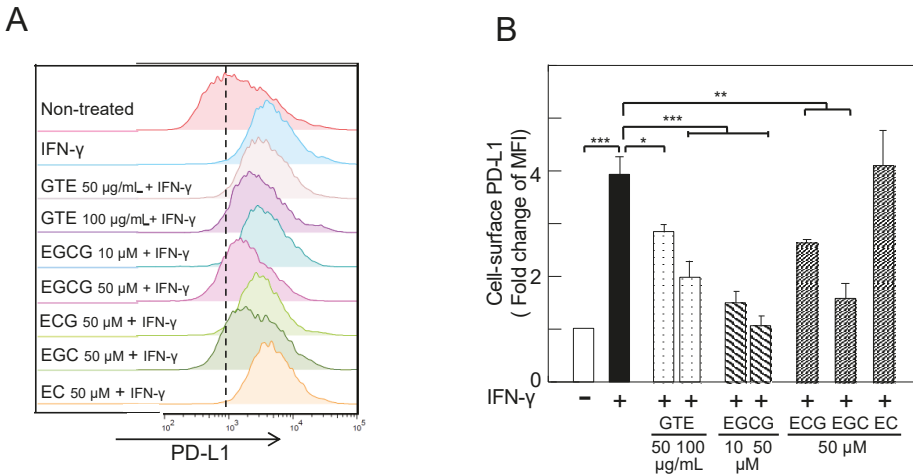 A
Non-treated
IFN-γ
GTE 50 µg/mL + IFN-γ
GTE 100 µg/mL+ IFN-γ
EGCG 10 µM + IFN-γ
EGCG 50 µM + IFN-γ
ECG 50 µM + IFN-γ
EGC 50 µM + IFN-γ
EC 50 µM + IFN-γ
10² 10³ 10⁴ 10⁵
PD-L1
B
Cell-surface PD-L1
( Fold change of MFI)
4
2
0
**
***
*** *
IFN-γ - + + + + + + + +
GTE EGCG ECG EGC EC
50 100 10 50 50 µM
µg/mL µM